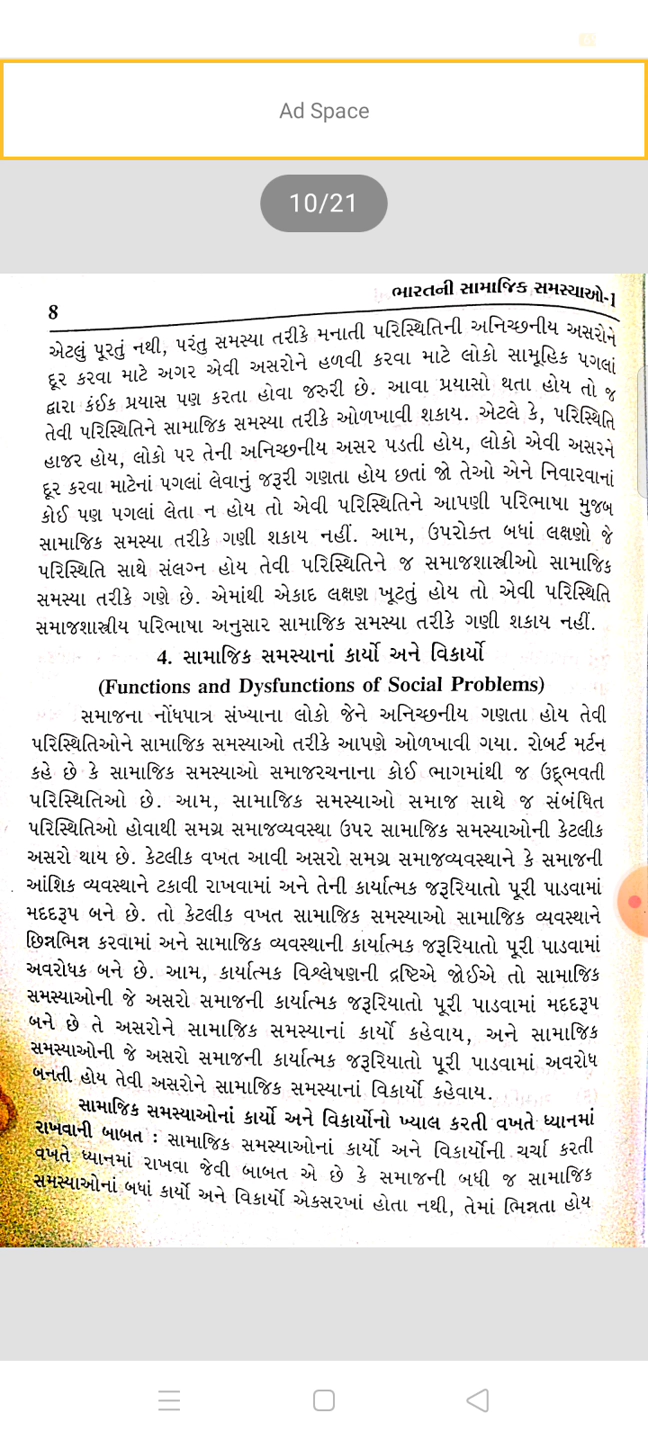 Ad Space
10/21
ભારતની સામાજિક સમસ્યાઓ-1
8
એટલું પૂરતું નથી, પરંતુ સમસ્યા તરીકે મનાતી પરિસ્થિતિની અનિચ્છનીય અસરોને
દૂર કરવા માટે અગર એવી અસરોને હળવી કરવા માટે લોકો સામૂહિક પગલાં
દ્વારા કંઈક પ્રયાસ પણ કરતા હોવા જરુરી છે. આવા પ્રયાસો થતા હોય તો જ
તેવી પરિસ્થિતિને સામાજિક સમસ્યા તરીકે ઓળખાવી શકાય. એટલે કે, પરિસ્થિતિ
હાજર હોય, લોકો પર તેની અનિચ્છનીય અસર પડતી હોય, લોકો એવી અસરને
દૂર કરવા માટેનાં પગલાં લેવાનું જરૂરી ગણતા હોય છતાં જો તેઓ એને નિવારવાનાં
કોઈ પણ પગલાં લેતા ન હોય તો એવી પરિસ્થિતિને આપણી પરિભાષા મુજબ
સામાજિક સમસ્યા તરીકે ગણી શકાય નહીં. આમ, ઉપરોક્ત બધાં લક્ષણો જે
પરિસ્થિતિ સાથે સંલગ્ન હોય તેવી પરિસ્થિતિને જ સમાજશાસ્ત્રીઓ સામાજિક
સમસ્યા તરીકે ગણે છે. એમાંથી એકાદ લક્ષણ ખૂટતું હોય તો એવી પરિસ્થિતિ
સમાજશાસ્ત્રીય પરિભાષા અનુસાર સામાજિક સમસ્યા તરીકે ગણી શકાય નહીં.
4. સામાજિક સમસ્યાનાં કાર્યો અને વિકાર્યો
(Functions and Dysfunctions of Social Problems)
સમાજના નોંધપાત્ર સંખ્યાના લોકો જેને અનિચ્છનીય ગણતા હોય તેવી
પરિસ્થિતિઓને સામાજિક સમસ્યાઓ તરીકે આપણે ઓળખાવી ગયા. રોબર્ટ મર્ટન
કહે છે કે સામાજિક સમસ્યાઓ સમાજરચનાના કોઈ ભાગમાંથી જ ઉદ્ભવતી
પરિસ્થિતિઓ છે. આમ, સામાજિક સમસ્યાઓ સમાજ સાથે જ સંબંધિત
પરિસ્થિતિઓ હોવાથી સમગ્ર સમાજવ્યવસ્થા ઉપર સામાજિક સમસ્યાઓની કેટલીક
અસરો થાય છે. કેટલીક વખત આવી અસરો સમગ્ર સમાજવ્યવસ્થાને કે સમાજની
આંશિક વ્યવસ્થાને ટકાવી રાખવામાં અને તેની કાર્યાત્મક જરૂરિયાતો પૂરી પાડવામાં
મદદરૂપ બને છે. તો કેટલીક વખત સામાજિક સમસ્યાઓ સામાજિક વ્યવસ્થાને
છિન્નભિન્ન કરવામાં અને સામાજિક વ્યવસ્થાની કાર્યાત્મક જરૂરિયાતો પૂરી પાડવામાં
અવરોધક બને છે. આમ, કાર્યાત્મક વિશ્લેષણની દ્રષ્ટિએ જોઈએ તો સામાજિક
સમસ્યાઓની જે અસરો સમાજની કાર્યાત્મક જરૂરિયાતો પૂરી પાડવામાં મદદરૂપ
બને છે તે અસરોને સામાજિક સમસ્યાનાં કાર્યો કહેવાય, અને સામાજિક
સમસ્યાઓની જે અસરો સમાજની કાર્યાત્મક જરૂરિયાતો પૂરી પાડવામાં અવરોધ
બનતી હોય તેવી અસરોને સામાજિક સમસ્યાનાં વિકાર્યો કહેવાય.
સામાજિક સમસ્યાઓનાં કાર્યો અને વિકાર્યોનો ખ્યાલ કરતી વખતે ધ્યાનમાં
રાખવાની બાબત : સામાજિક સમસ્યાઓનાં કાર્યો અને વિકાર્યોની ચર્ચા કરતી
વખતે ધ્યાનમાં રાખવા જેવી બાબત એ છે કે સમાજની બધી જ સામાજિક
સમસ્યાઓનાં બધાં કાર્યો અને વિકાર્યો એકસરખાં હોતા નથી, તેમાં ભિન્નતા હોય